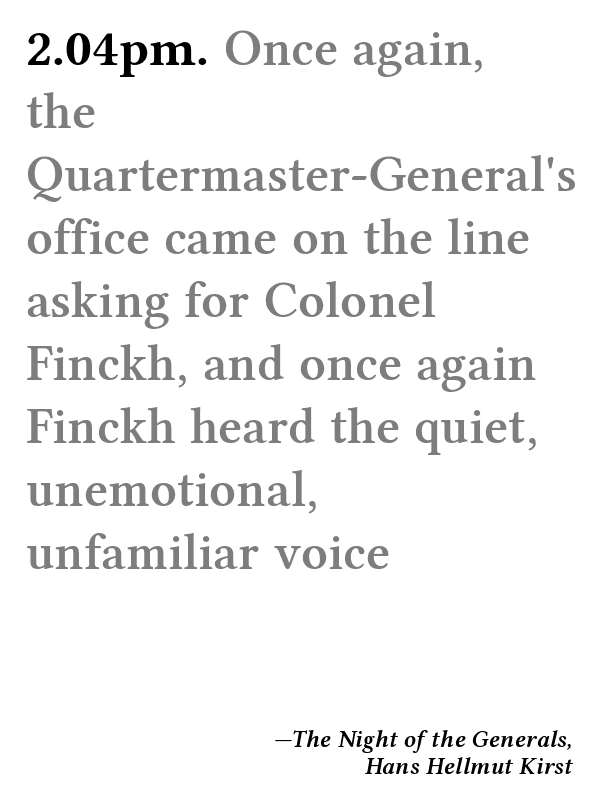 2.04pm. Once again,
the
Quartermaster-General's
office came on the line
asking for Colonel
Finckh, and once again
Finckh heard the quiet,
unemotional,
unfamiliar voice
—The Night of the Generals,
Hans Hellmut Kirst